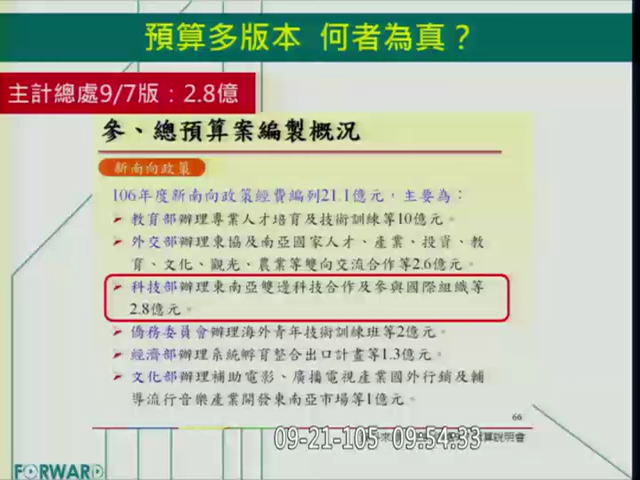 預算多版本 何者為真？
主計總處9/7版：2.8億
參、總預算案編製概況
新南向政策
106年度新南向政策經費編列21.1億元，主要為：
➤ 教育部辦理專業人才培育及技術訓練等10億元。
➤ 外交部辦理東協及南亞國家人才、產業、投資、教
育、文化、觀光、農業等雙向交流合作等2.6億元。
➤ 科技部辦理東南亞雙邊科技合作及參與國際組織等
2.8億元。
➤ 僑務委員會辦理海外青年技術訓練班等2億元。
➤ 經濟部辦理系統孵育整合出口計畫等1.3億元。
➤ 文化部辦理補助電影、廣播電視產業國外行銷及輔
導流行音樂產業開發東南亞市場等1億元。
66
09-21-105 09:54:33
算說明會
FORWARD